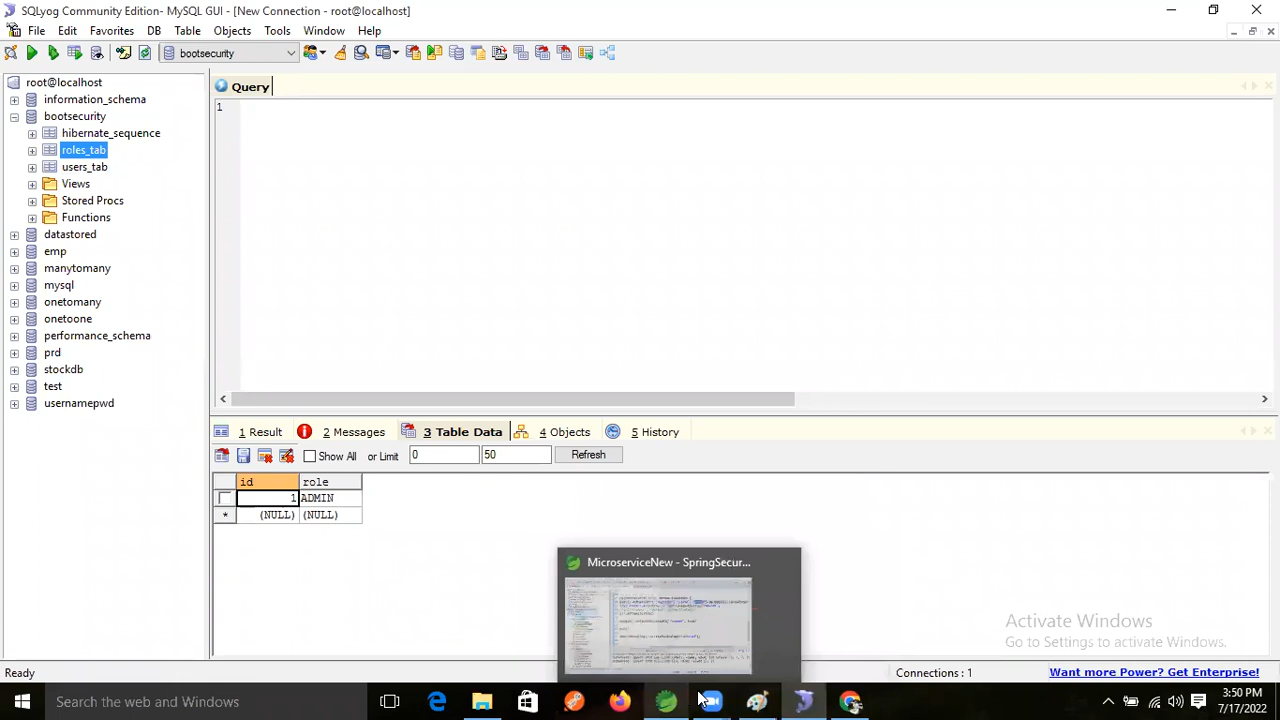 SQLyog Community Edition- MySQL GUI - [New Connection - root@localhost]
File Edit Favorites DB Table Objects Tools Window Help
bootsecurity
root@localhost
information_schema
bootsecurity
hibernate_sequence
roles_tab
users_tab
Views
Stored Procs
Functions
datastored
emp
manytomany
mysql
onetomany
onetoone
performance_schema
prd
stockdb
test
usernamepwd
Query
1
1 Result 2 Messages 3 Table Data 4 Objects 5 History
Show All or Limit 0 50 Refresh
id role
1 ADMIN
* (NULL) (NULL)
MicroserviceNew - SpringSecur...
Activate Windows
Go to Settings to activate Windows.
Ready Connections : 1 Want more Power? Get Enterprise!
Search the web and Windows
3:50 PM
7/17/2022